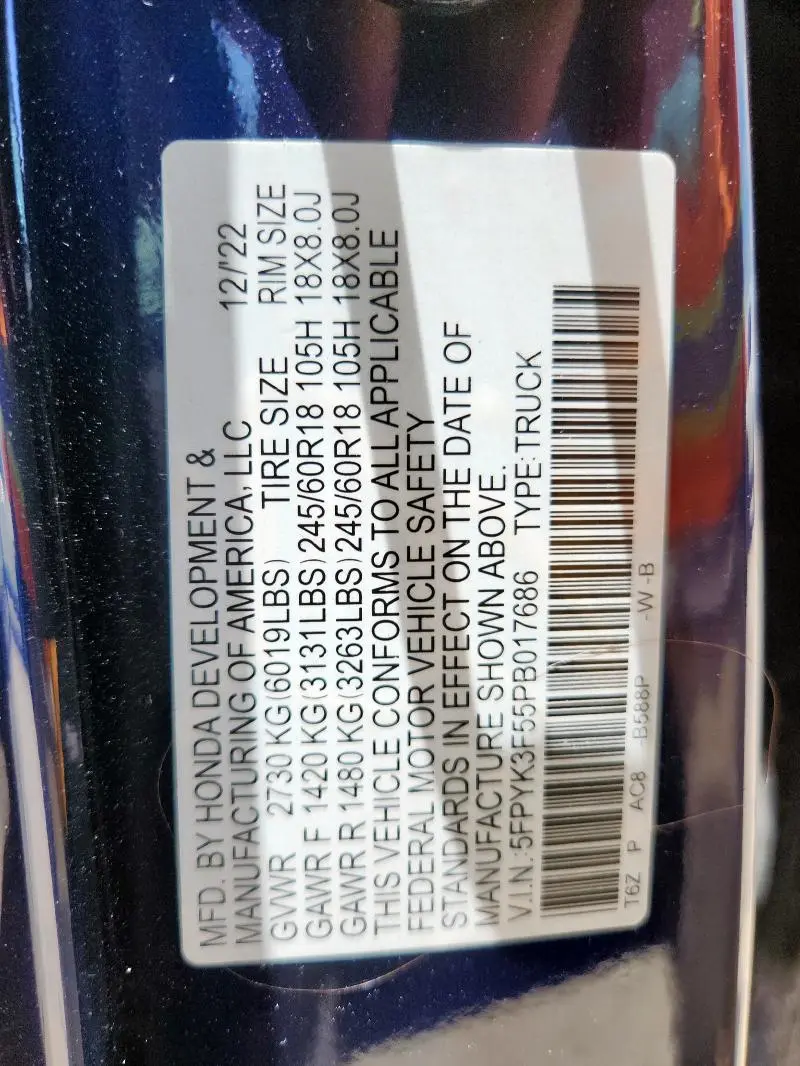 MFD. BY HONDA DEVELOPMENT &
MANUFACTURING OF AMERICA, LLC 12/'22
GVWR 2730 KG (6019LBS) TIRE SIZE RIM SIZE
GAWR F 1420 KG (3131LBS) 245/60R18 105H 18X8.0J
GAWR R 1480 KG (3263LBS) 245/60R18 105H 18X8.0J
THIS VEHICLE CONFORMS TO ALL APPLICABLE
FEDERAL MOTOR VEHICLE SAFETY
STANDARDS IN EFFECT ON THE DATE OF
MANUFACTURE SHOWN ABOVE.
V.I.N.:5FPYK3F55PB017686 TYPE:TRUCK
T6Z P AC8 -B588P -W -B